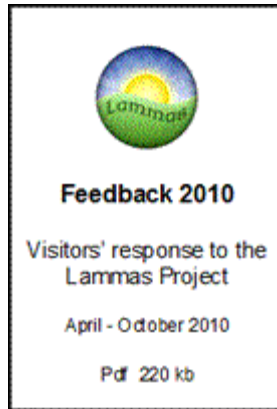 Lammas
Feedback 2010
Visitors' response to the
Lammas Project
April - October 2010
Pdf 220 kb